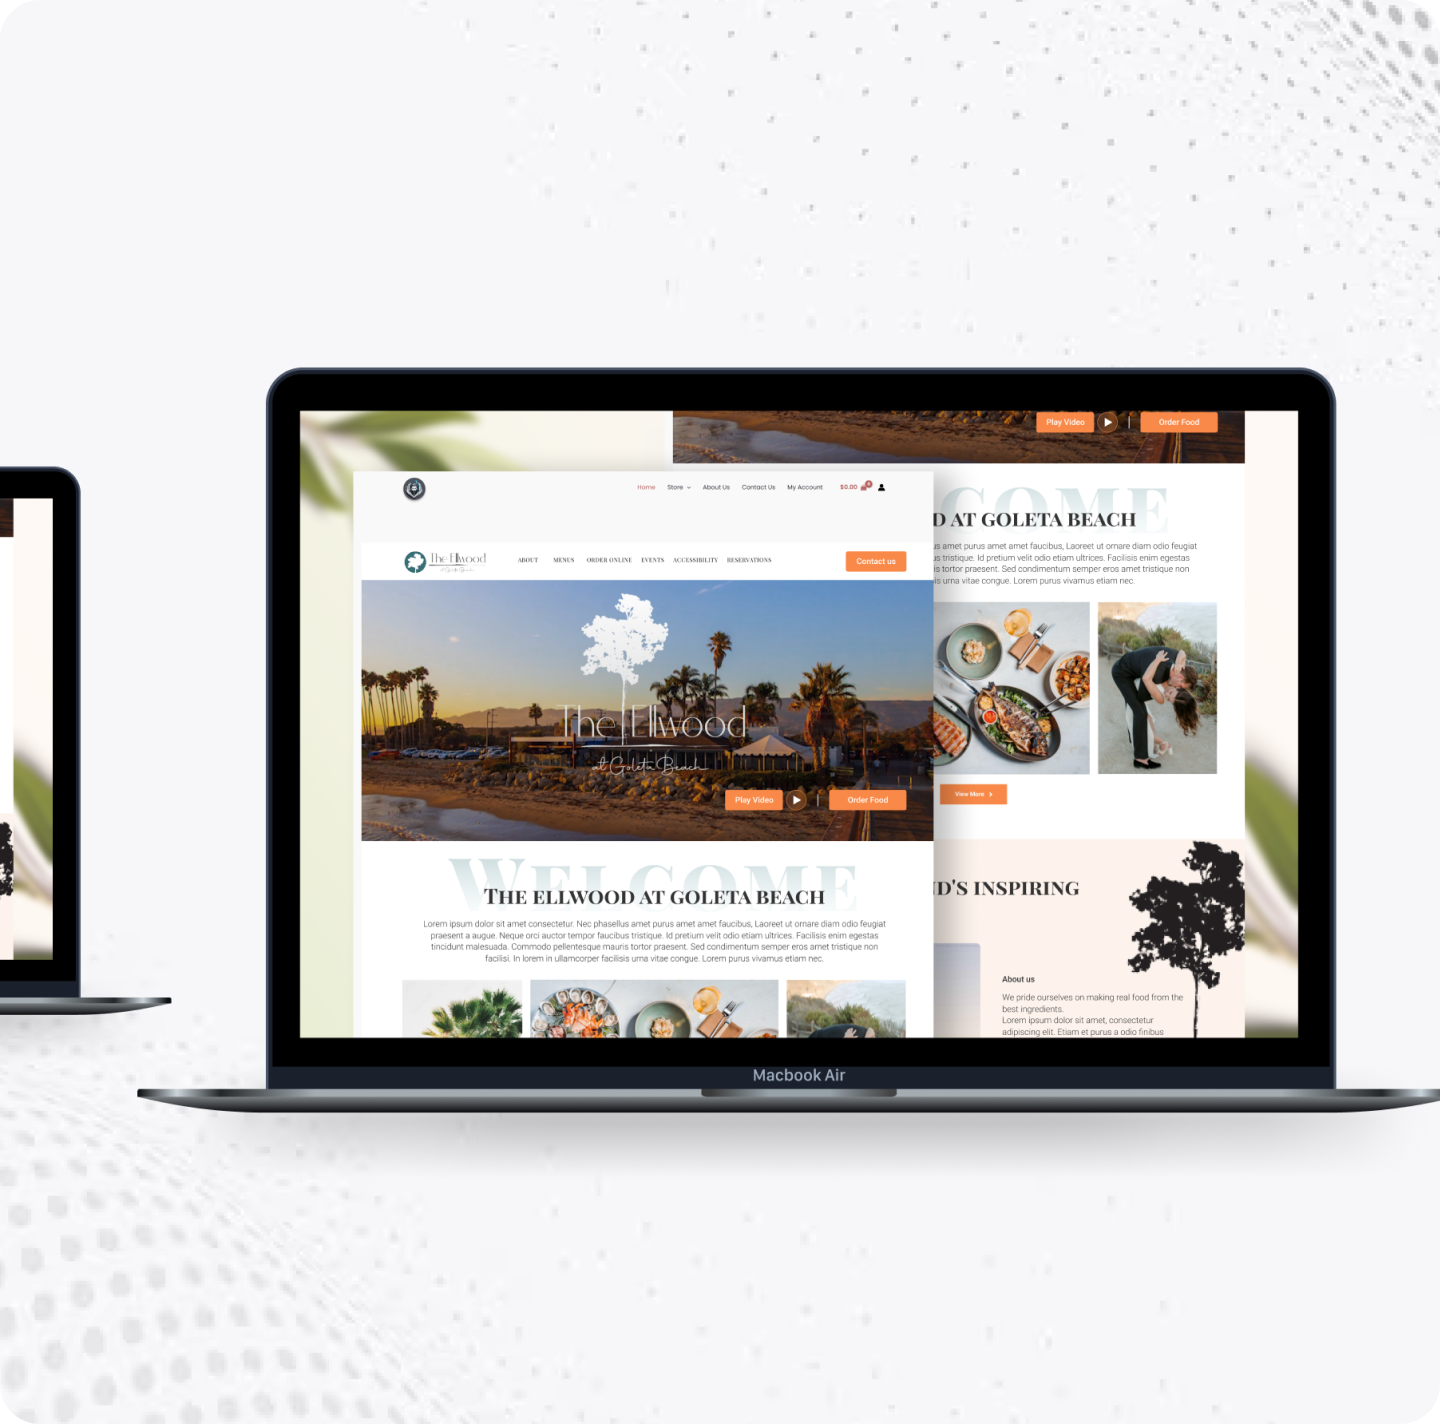 Play Video
Order Food
Home
Store
About Us
Contact Us
My Account
$0.00
0
COME
D AT GOLETA BEACH
us amet purus amet amet faucibus, Laoreet ut ornare diam odio feugiat
us tristique. Id pretium velit odio etiam ultrices. Facilisis enim egestas
s tortor praesent. Sed condimentum semper eros amet tristique non
is urna vitae congue. Lorem purus vivamus etiam nec.
The Ellwood
ABOUT
MENUS
ORDER ONLINE
EVENTS
ACCESSIBILITY
RESERVATIONS
Contact us
The Ellwood
at Goleta Beach
Play Video
Order Food
View More
WELCOME
THE ELLWOOD AT GOLETA BEACH
Lorem ipsum dolor sit amet consectetur. Nec phasellus amet purus amet amet faucibus, Laoreet ut ornare diam odio feugiat
praesent a augue. Neque orci auctor tempor faucibus tristique. Id pretium velit odio etiam ultrices. Facilisis enim egestas
tincidunt malesuada. Commodo pellentesque mauris tortor praesent. Sed condimentum semper eros amet tristique non
facilisi. In lorem in ullamcorper facilisis urna vitae congue. Lorem purus vivamus etiam nec.
D'S INSPIRING
About us
We pride ourselves on making real food from the
best ingredients.
Lorem ipsum dolor sit amet, consectetur
adipiscing elit. Etiam et purus a odio finibus
Macbook Air